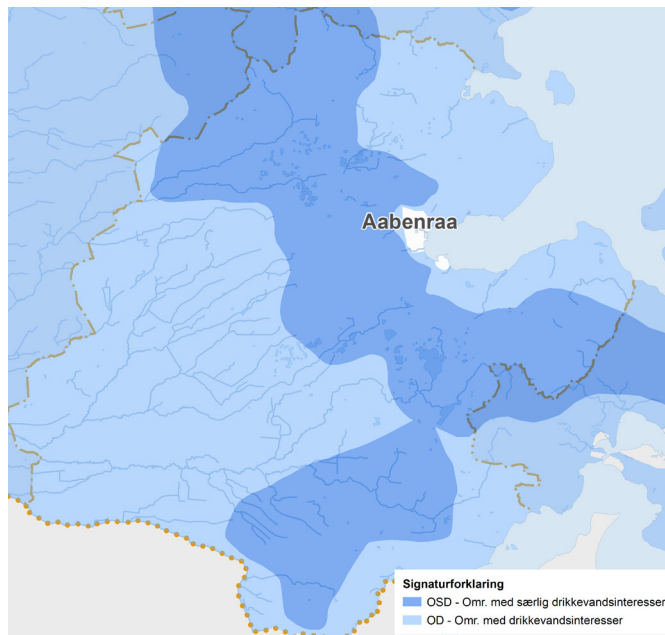 Aabenraa
Signaturforklaring
OSD - Omr. med særlig drikkevandsinteresser
OD - Omr. med drikkevandsinteresser